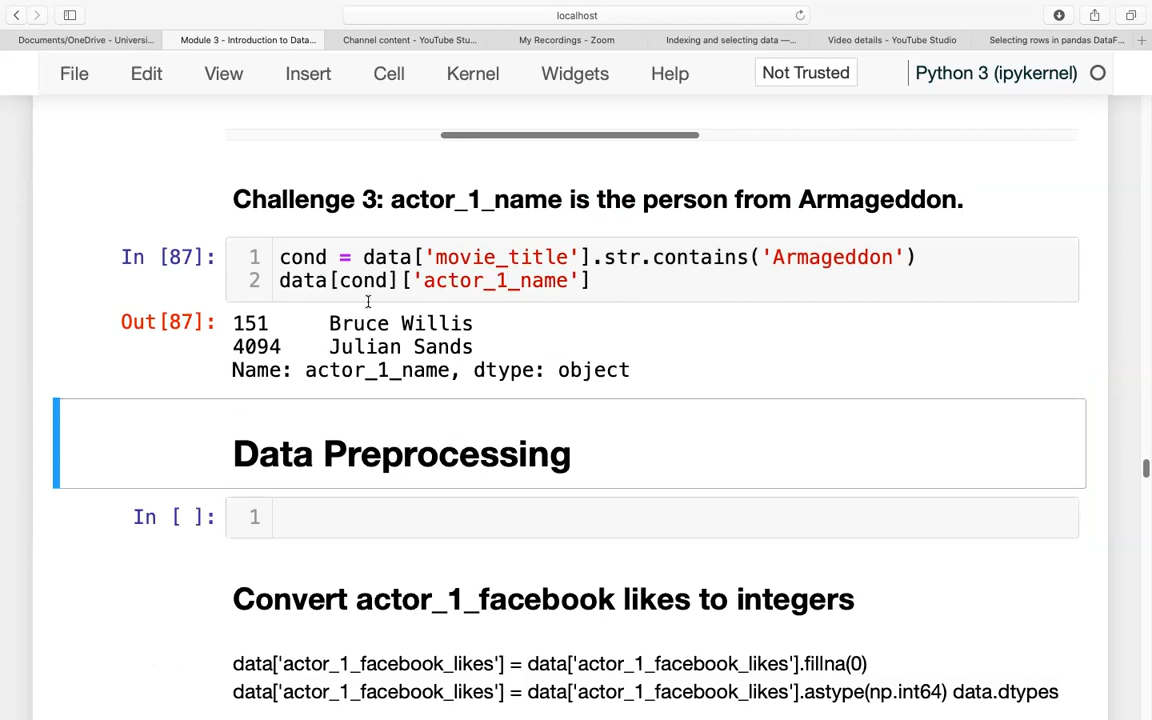 localhost
Documents/OneDrive - Universi...
Module 3 - Introduction to Data...
Channel content - YouTube Stu...
My Recordings - Zoom
Indexing and selecting data —...
Video details - YouTube Studio
Selecting rows in pandas DataF...
File Edit View Insert Cell Kernel Widgets Help Not Trusted Python 3 (ipykernel)
Challenge 3: actor_1_name is the person from Armageddon.
In [87]: 1 cond = data['movie_title'].str.contains('Armageddon')
2 data[cond]['actor_1_name']
Out[87]: 151 Bruce Willis
4094 Julian Sands
Name: actor_1_name, dtype: object
Data Preprocessing
In [ ]: 1
Convert actor_1_facebook likes to integers
data['actor_1_facebook_likes'] = data['actor_1_facebook_likes'].fillna(0)
data['actor_1_facebook_likes'] = data['actor_1_facebook_likes'].astype(np.int64) data.dtypes